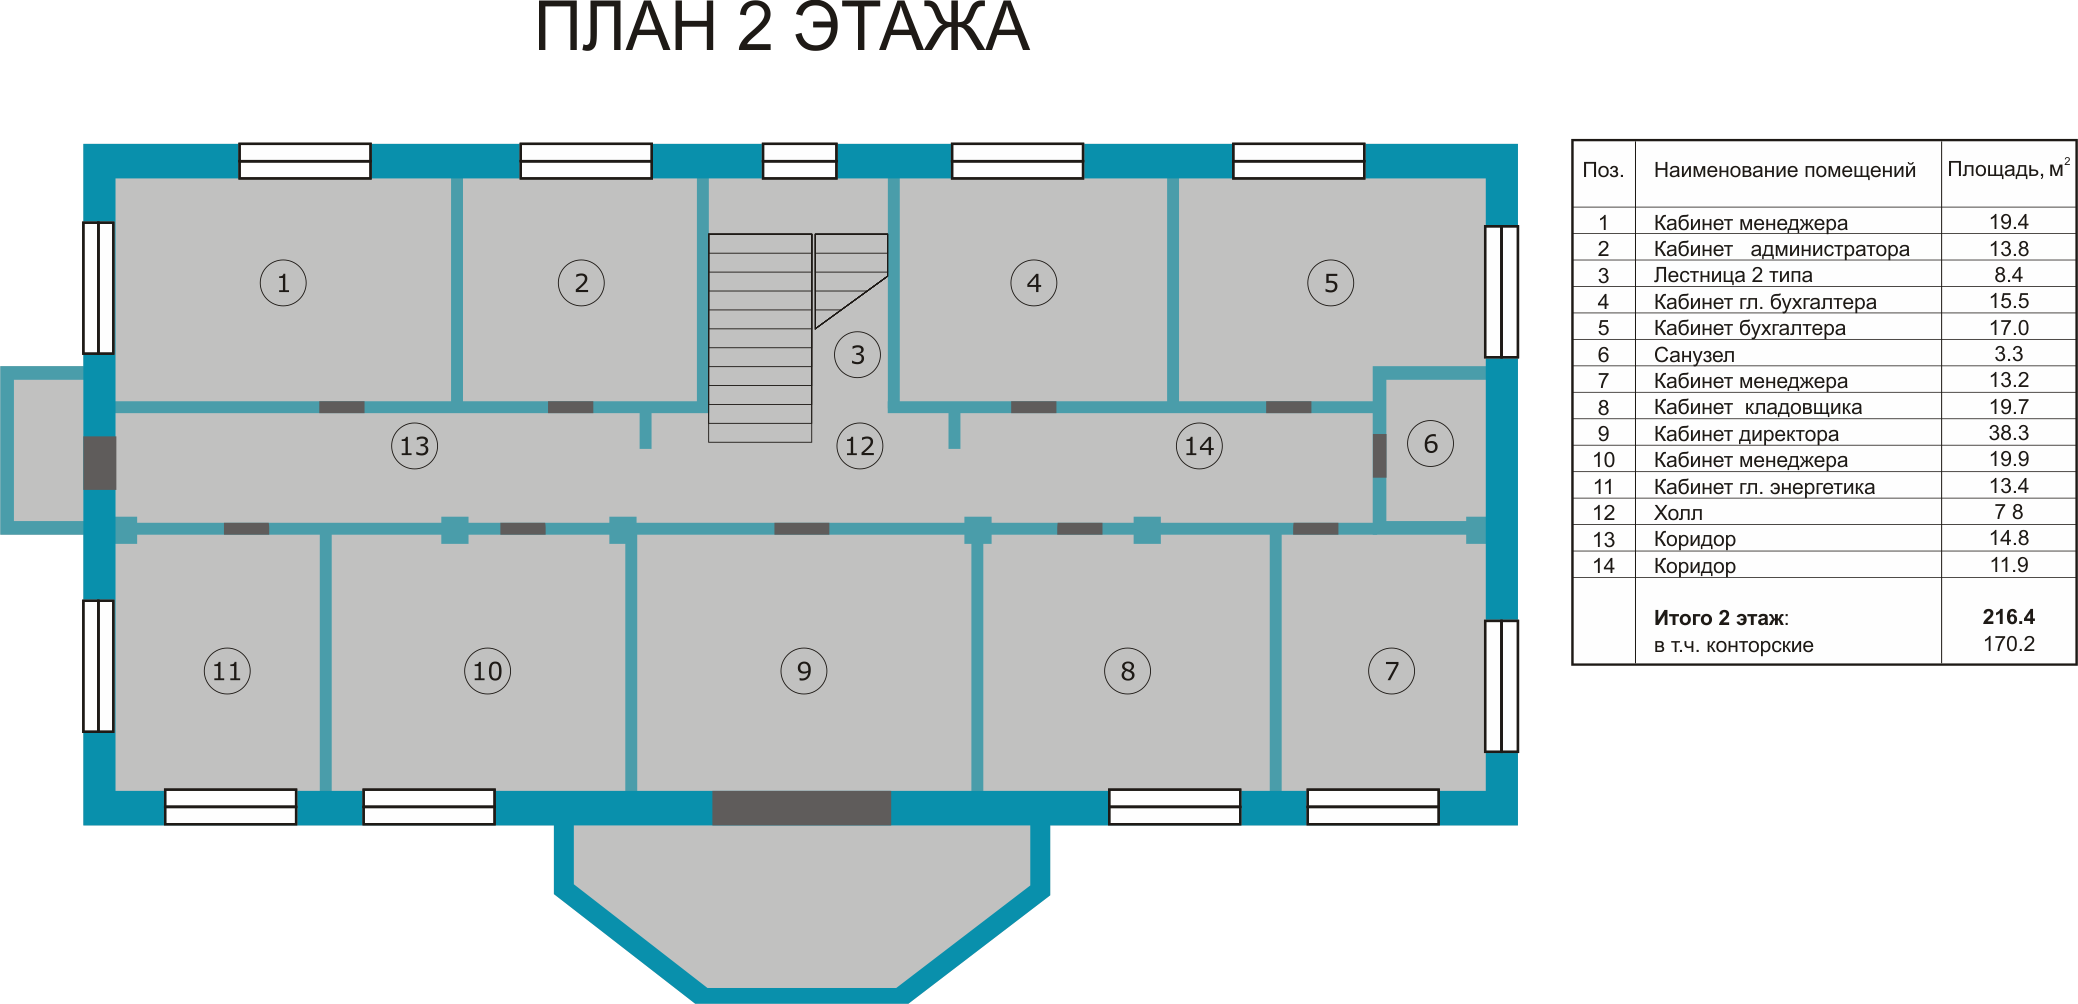 ПЛАН 2 ЭТАЖА
Поз. Наименование помещений Площадь, м²
1 Кабинет менеджера 19.4
2 Кабинет администратора 13.8
3 Лестница 2 типа 8.4
4 Кабинет гл. бухгалтера 15.5
5 Кабинет бухгалтера 17.0
6 Санузел 3.3
7 Кабинет менеджера 13.2
8 Кабинет кладовщика 19.7
9 Кабинет директора 38.3
10 Кабинет менеджера 19.9
11 Кабинет гл. энергетика 13.4
12 Холл 7 8
13 Коридор 14.8
14 Коридор 11.9
Итого 2 этаж: 216.4
в т.ч. конторские 170.2
1 2 4 5
3
13 12 14 6
11 10 9 8 7